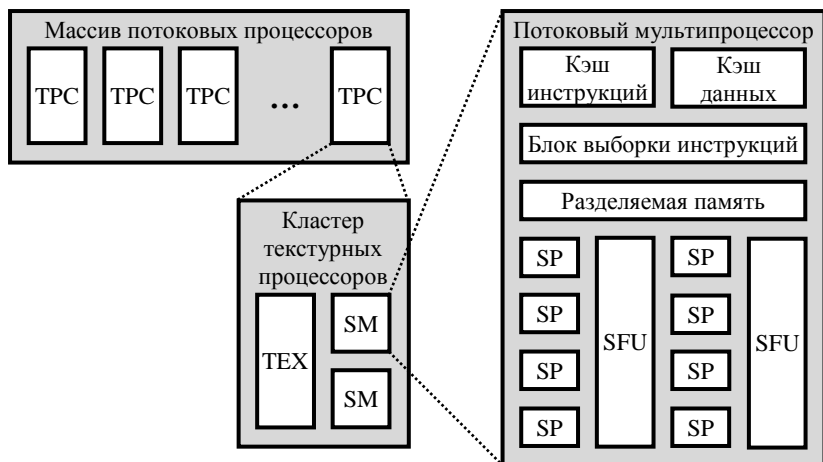 Массив потоковых процессоров
TPC
TPC
TPC
...
TPC
Кластер
текстурных
процессоров
TEX
SM
SM
Потоковый мультипроцессор
Кэш
инструкций
Кэш
данных
Блок выборки инструкций
Разделяемая память
SP
SP
SP
SP
SFU
SP
SP
SP
SP
SFU